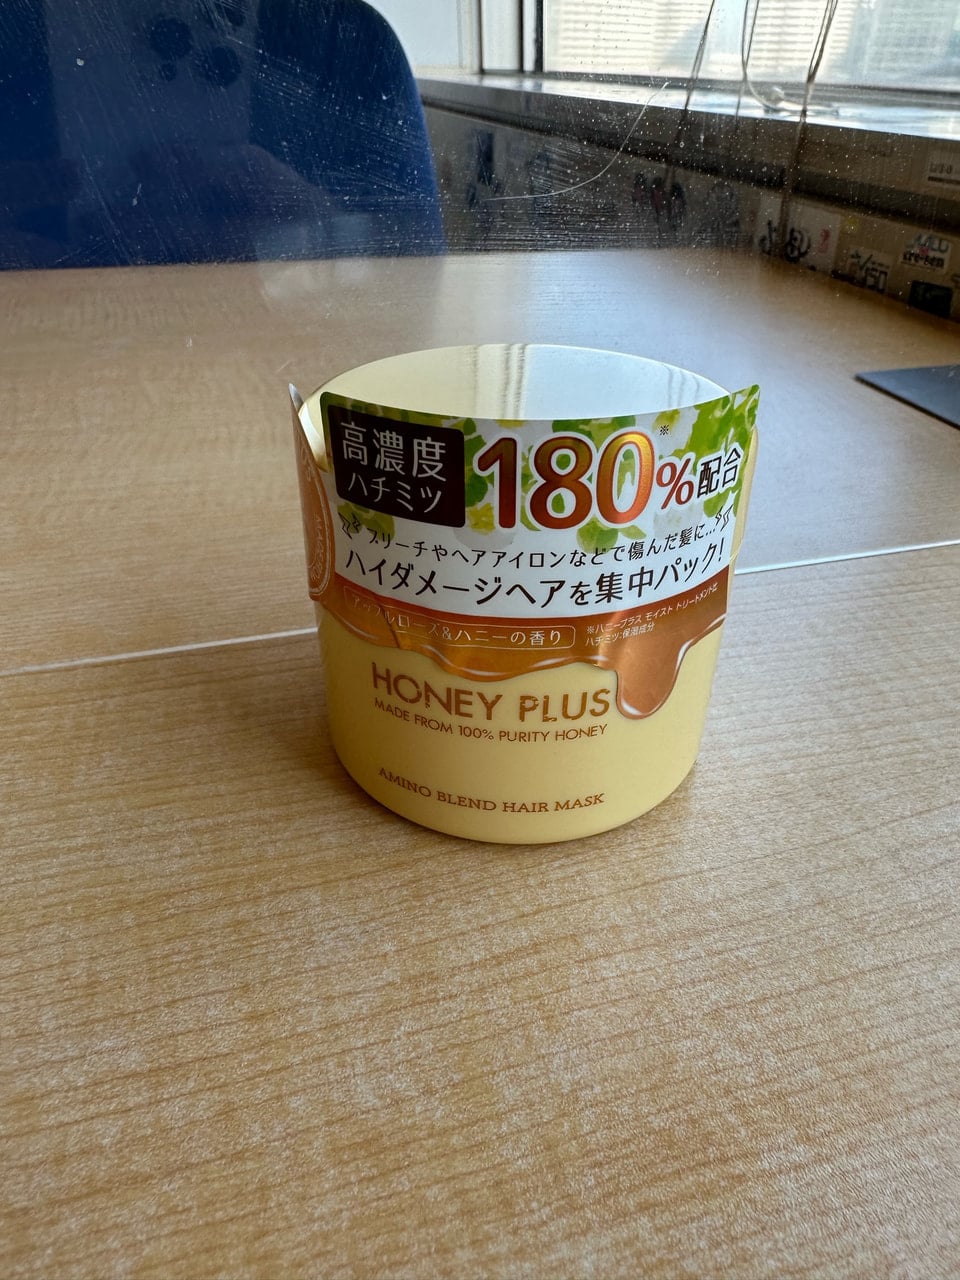 高濃度
ハチミツ
180%※配合
ブリーチやヘアアイロンなどで傷んだ髪に…
ハイダメージヘアを集中パック!
アップルローズ&ハニーの香り
※ハニープラス モイスト トリートメント比
ハチミツ:保湿成分
HONEY PLUS
MADE FROM 100% PURITY HONEY
AMINO BLEND HAIR MASK